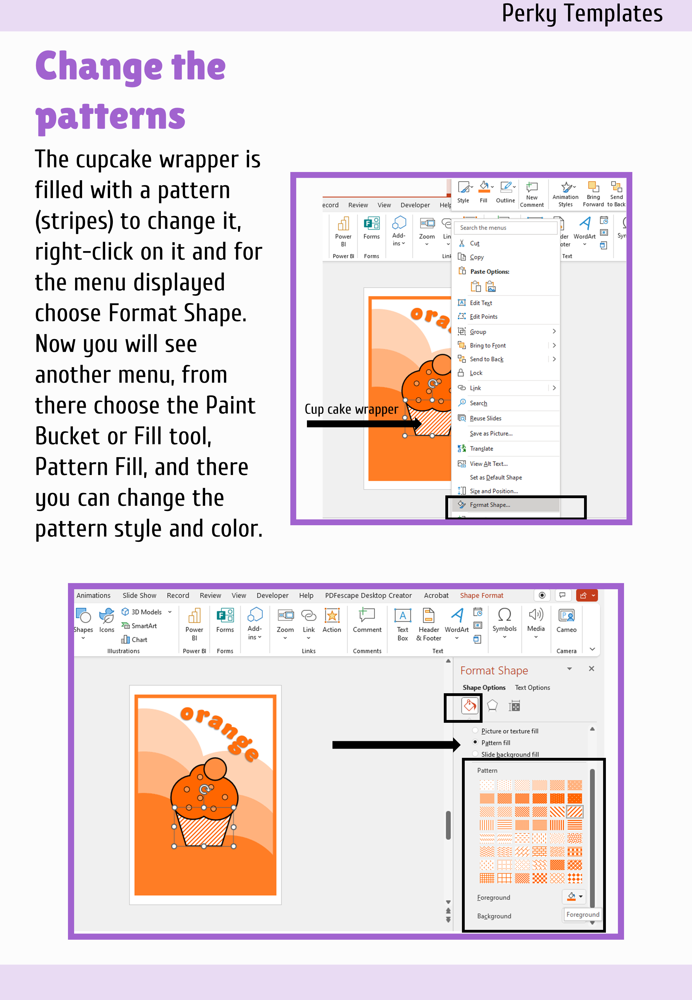 Perky Templates
Change the
patterns
The cupcake wrapper is
filled with a pattern
(stripes) to change it,
right-click on it and for
the menu displayed
choose Format Shape.
Now you will see
another menu, from
there choose the Paint
Bucket or Fill tool,
Pattern Fill, and there
you can change the
pattern style and color.
Style Fill Outline New Comment Animation Styles Bring Forward Send to Back
ecord Review View Developer Help
Power BI Forms Add-ins Zoom Lin der oter WordArt Syn
Power BI Forms Link Text
Search the menus
Cut
Copy
Paste Options:
Edit Text
Edit Points
Group
Bring to Front
Send to Back
Lock
Link
Search
Reuse Slides
Save as Picture...
Translate
View Alt Text...
Set as Default Shape
Size and Position...
Format Shape...
ora
Cup cake wrapper
Animations Slide Show Record Review View Developer Help PDFescape Desktop Creator Acrobat Shape Format
Shapes Icons 3D Models SmartArt Chart Power BI Forms Add-ins Zoom Link Action Comment Text Box Header & Footer WordArt Symbols Media Cameo
Illustrations Power BI Forms Links Comments Text Camera
orange
Format Shape
Shape Options Text Options
Picture or texture fill
Pattern fill
Slide background fill
Pattern
Foreground
Background
Foreground